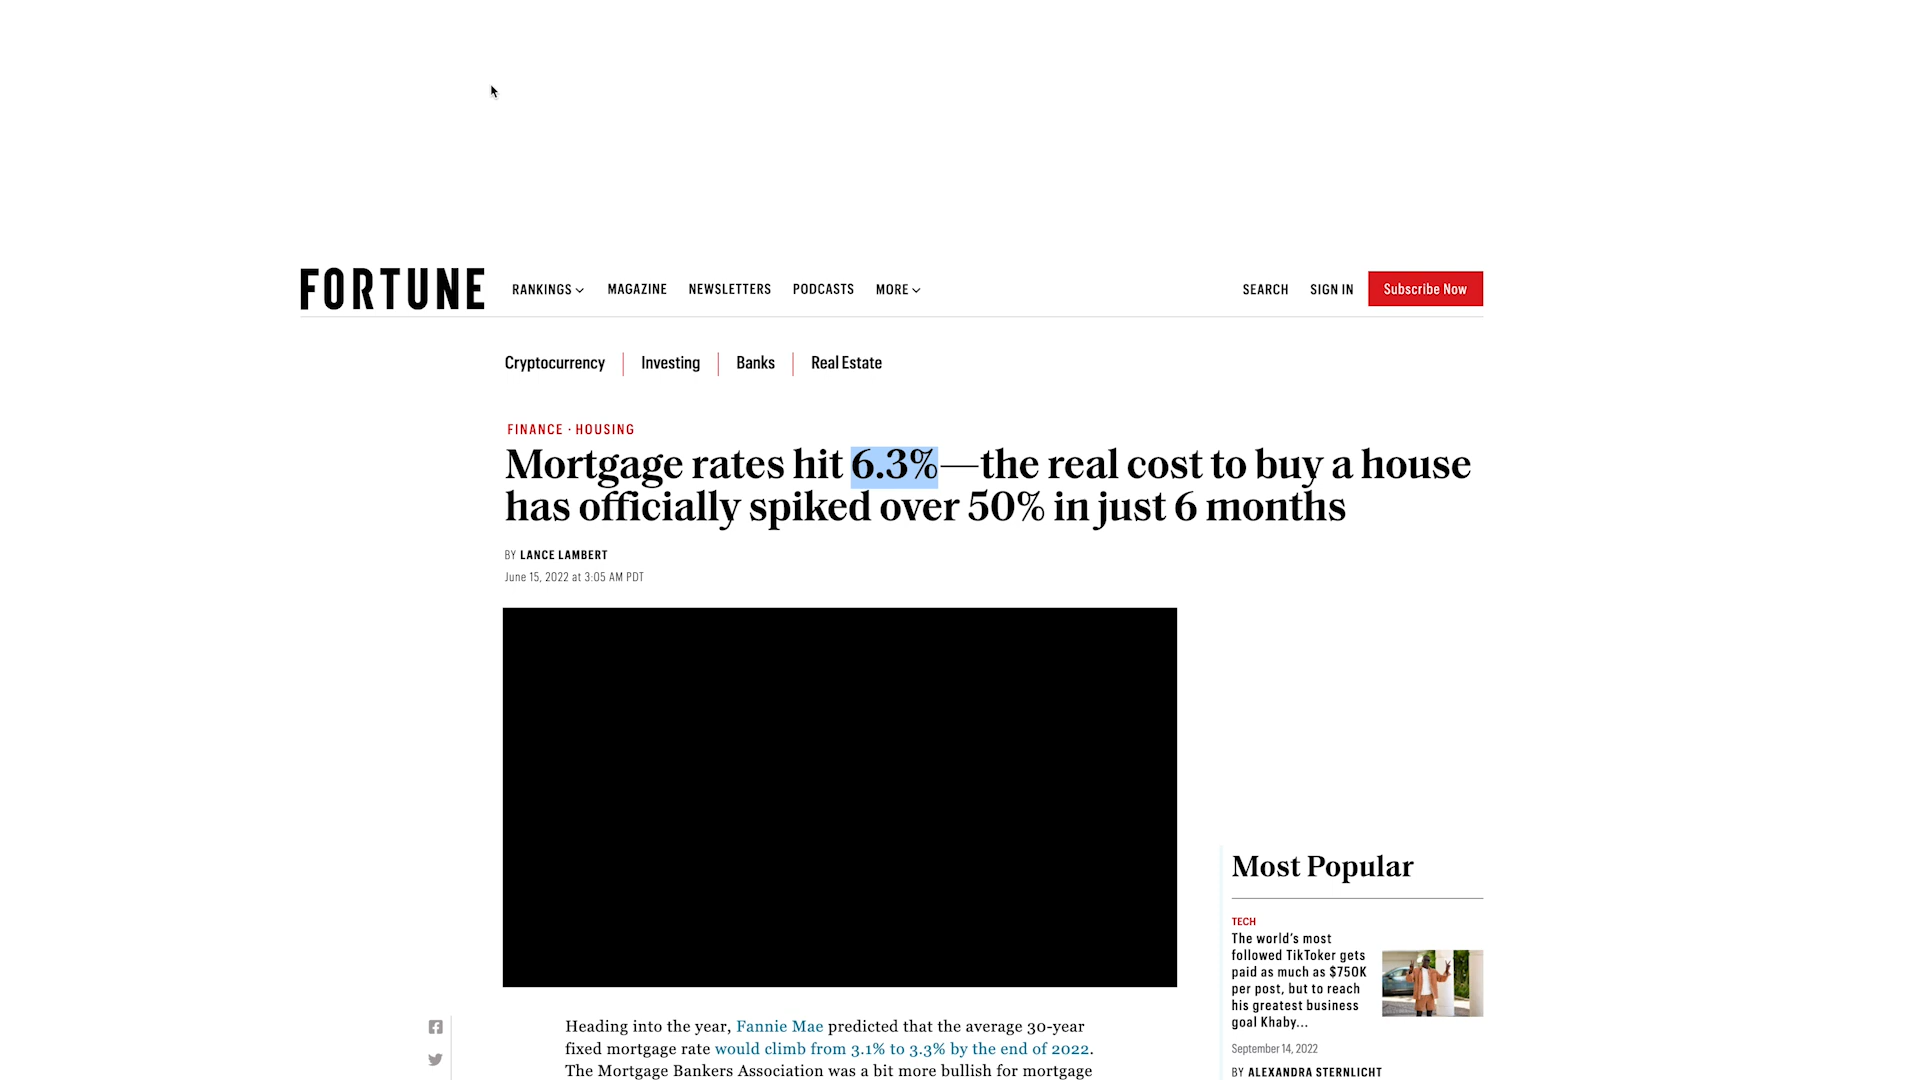 FORTUNE
RANKINGS
MAGAZINE
NEWSLETTERS
PODCASTS
MORE
SEARCH
SIGN IN
Subscribe Now
Cryptocurrency
Investing
Banks
Real Estate
FINANCE · HOUSING
Mortgage rates hit 6.3%—the real cost to buy a house
has officially spiked over 50% in just 6 months
BY LANCE LAMBERT
June 15, 2022 at 3:05 AM PDT
Heading into the year, Fannie Mae predicted that the average 30-year
fixed mortgage rate would climb from 3.1% to 3.3% by the end of 2022.
The Mortgage Bankers Association was a bit more bullish for mortgage
Most Popular
TECH
The world's most
followed TikToker gets
paid as much as $750K
per post, but to reach
his greatest business
goal Khaby...
September 14, 2022
BY ALEXANDRA STERNLICHT